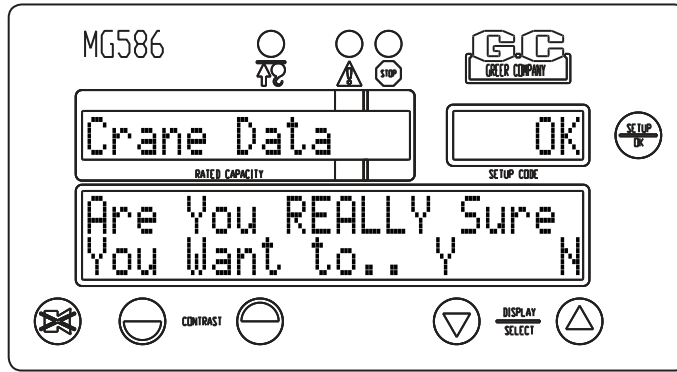 MG586
G.C.
GREER COMPANY
STOP
Crane Data
OK
RATED CAPACITY
SETUP CODE
SETUP
OK
Are You REALLY Sure
You Want to.. Y N
CONTRAST
DISPLAY
SELECT